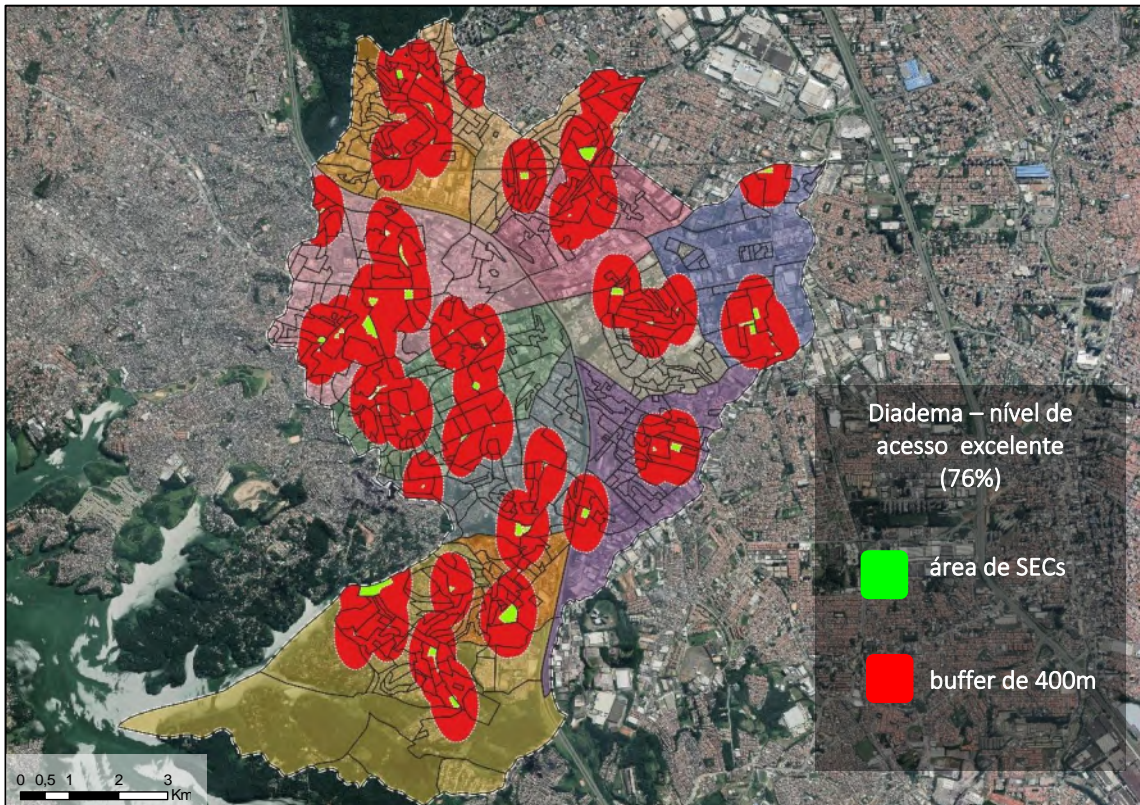 Diadema – nível de
acesso excelente
(76%)
área de SECs
buffer de 400m
0 0,5 1 2 3
Km